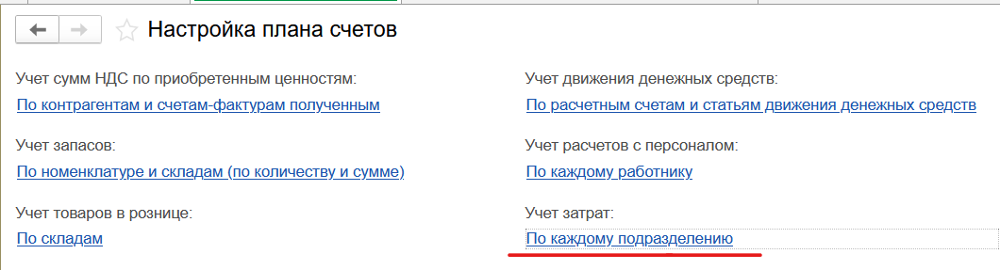 Настройка плана счетов
Учет сумм НДС по приобретенным ценностям:
По контрагентам и счетам-фактурам полученным
Учет запасов:
По номенклатуре и складам (по количеству и сумме)
Учет товаров в рознице:
По складам
Учет движения денежных средств:
По расчетным счетам и статьям движения денежных средств
Учет расчетов с персоналом:
По каждому работнику
Учет затрат:
По каждому подразделению